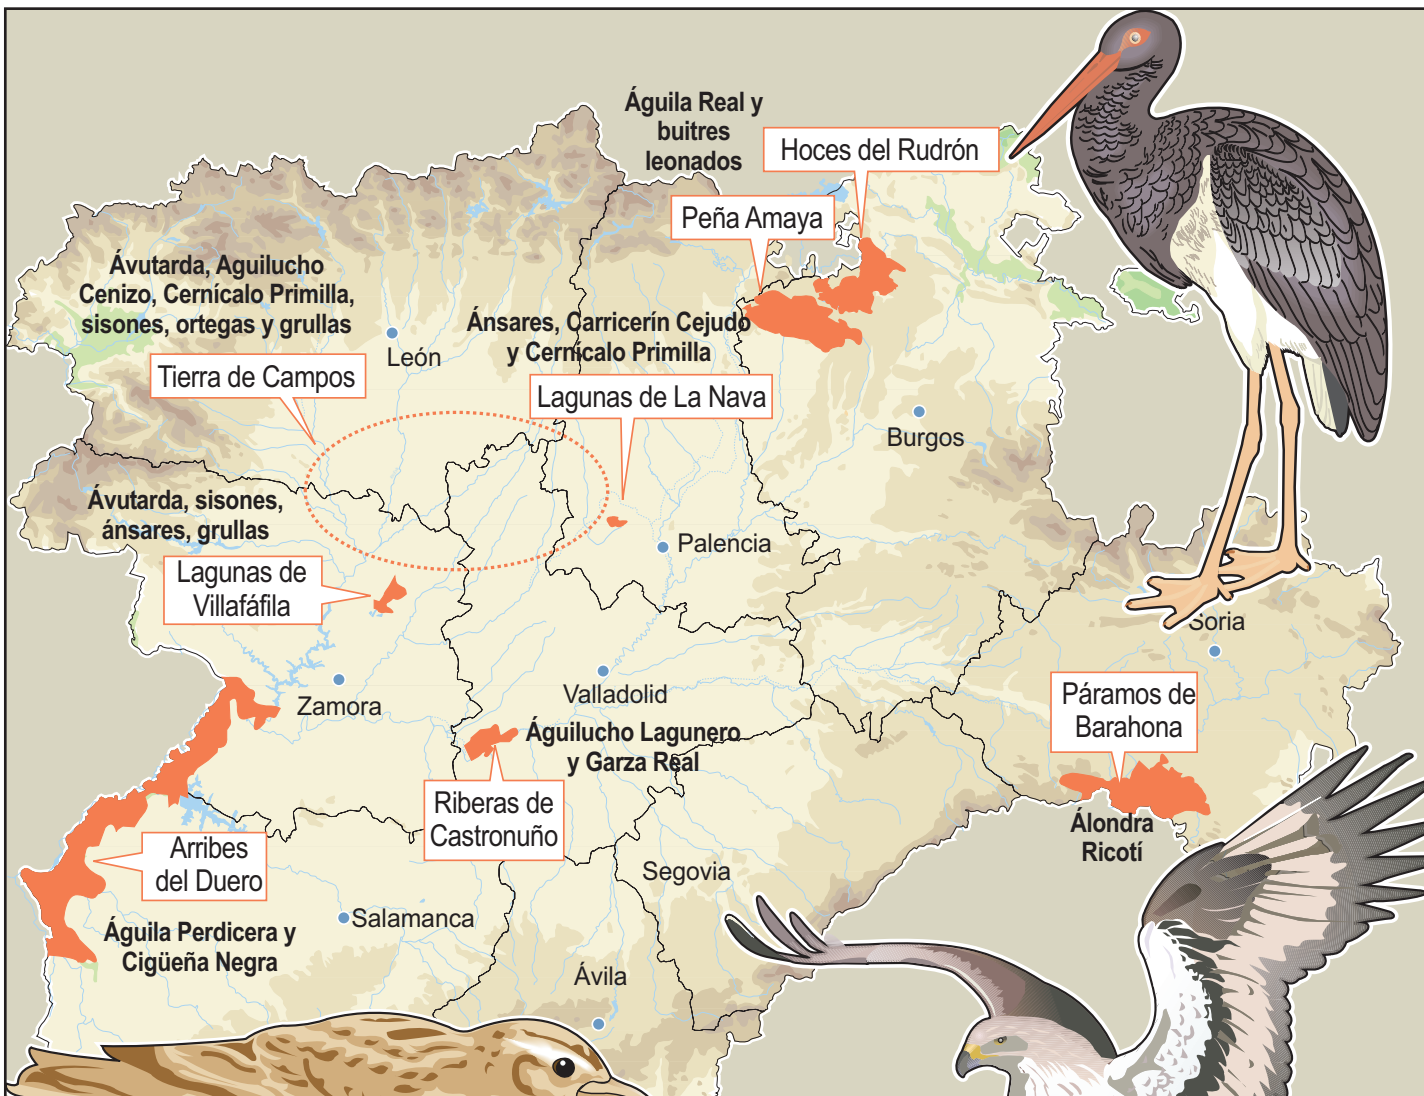 Águila Real y
buitres
leonados
Hoces del Rudrón
Peña Amaya
Ávutarda, Aguilucho
Cenizo, Cernícalo Primilla,
sisones, ortegas y grullas
Ánsares, Carricerín Cejudo
y Cernícalo Primilla
León
Tierra de Campos
Lagunas de La Nava
Burgos
Ávutarda, sisones,
ánsares, grullas
Palencia
Lagunas de
Villafáfila
Soria
Zamora
Valladolid
Páramos de
Barahona
Águilucho Lagunero
y Garza Real
Riberas de
Castronuño
Álondra
Ricotí
Arribes
del Duero
Segovia
Salamanca
Águila Perdicera y
Cigüeña Negra
Ávila